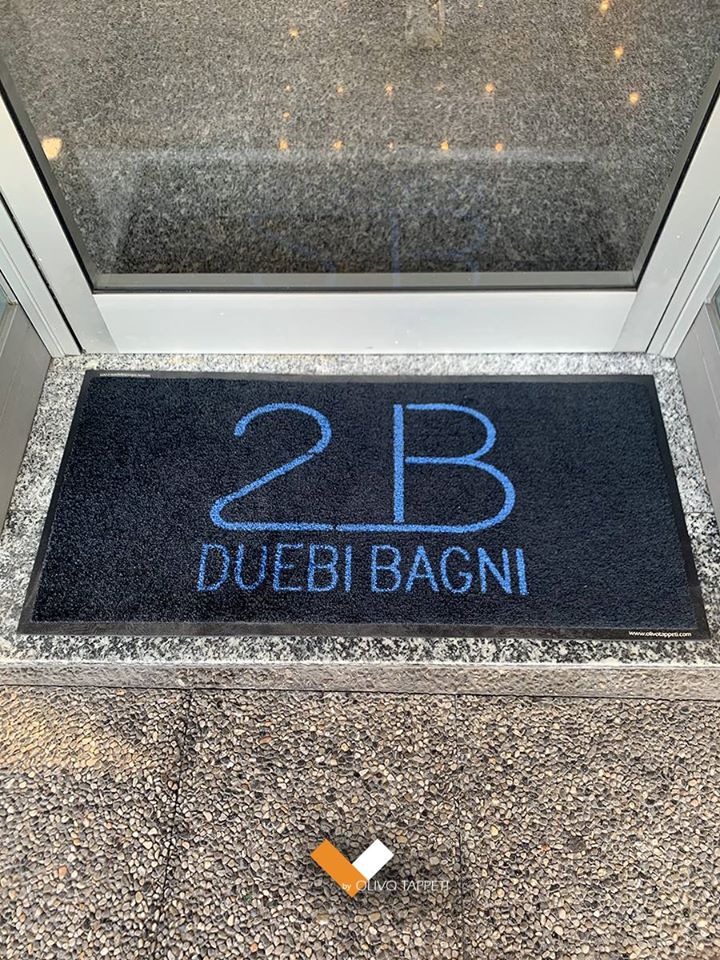 2B
DUEBI BAGNI
www.olivotappeti.com
by OLIVO TAPPETI